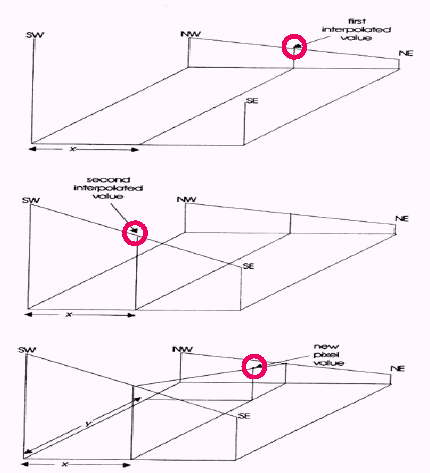 first
interpolated
value
SW
NW
NE
SE
x
second
interpolated
value
SW
NW
NE
SE
x
new
pixel
value
SW
NW
NE
SE
y
x